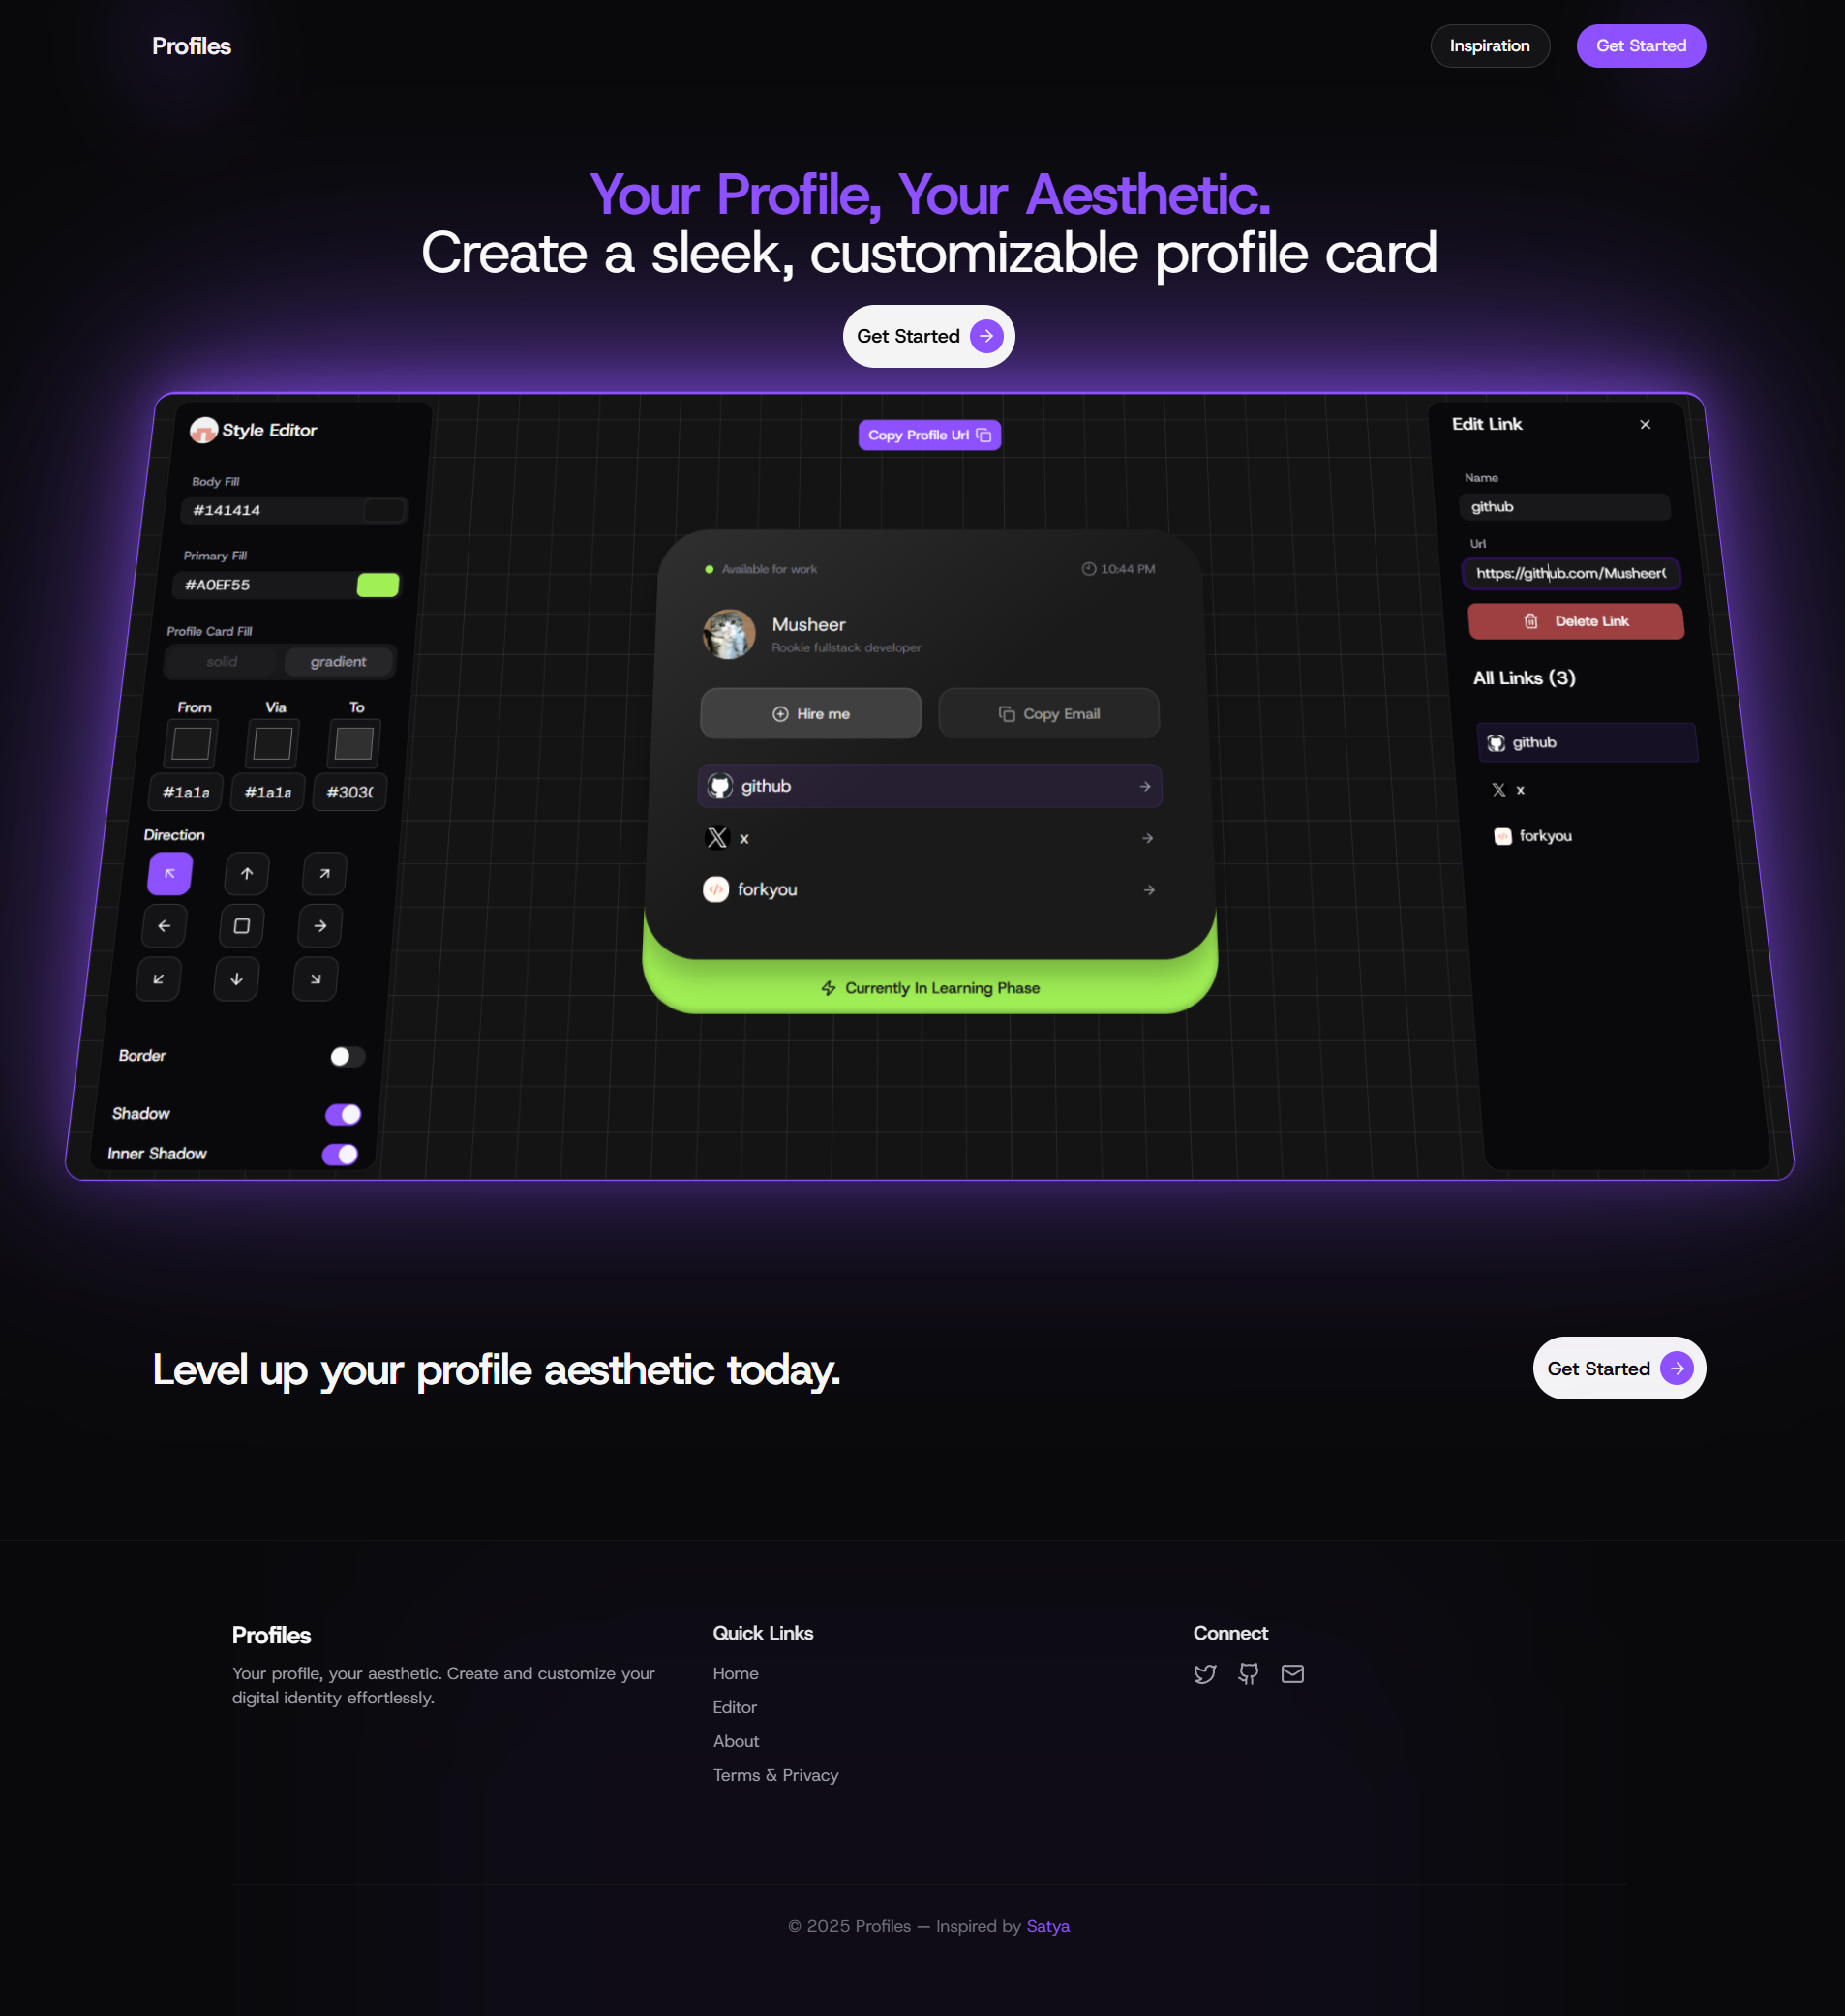 Profiles
Inspiration
Get Started
Your Profile, Your Aesthetic.
Create a sleek, customizable profile card
Get Started
Style Editor
Body Fill
#141414
Primary Fill
#A0EF55
Profile Card Fill
solid
gradient
From
Via
To
#1a1a
#1a1a
#303(
Direction
Border
Shadow
Inner Shadow
Copy Profile Url
Available for work
10:44 PM
Musheer
Rookie fullstack developer
Hire me
Copy Email
github
x
forkyou
Currently In Learning Phase
Edit Link
Name
github
Url
https://github.com/Musheer(
Delete Link
All Links (3)
github
x
forkyou
Level up your profile aesthetic today.
Get Started
Profiles
Your profile, your aesthetic. Create and customize your
digital identity effortlessly.
Quick Links
Home
Editor
About
Terms & Privacy
Connect
© 2025 Profiles — Inspired by Satya